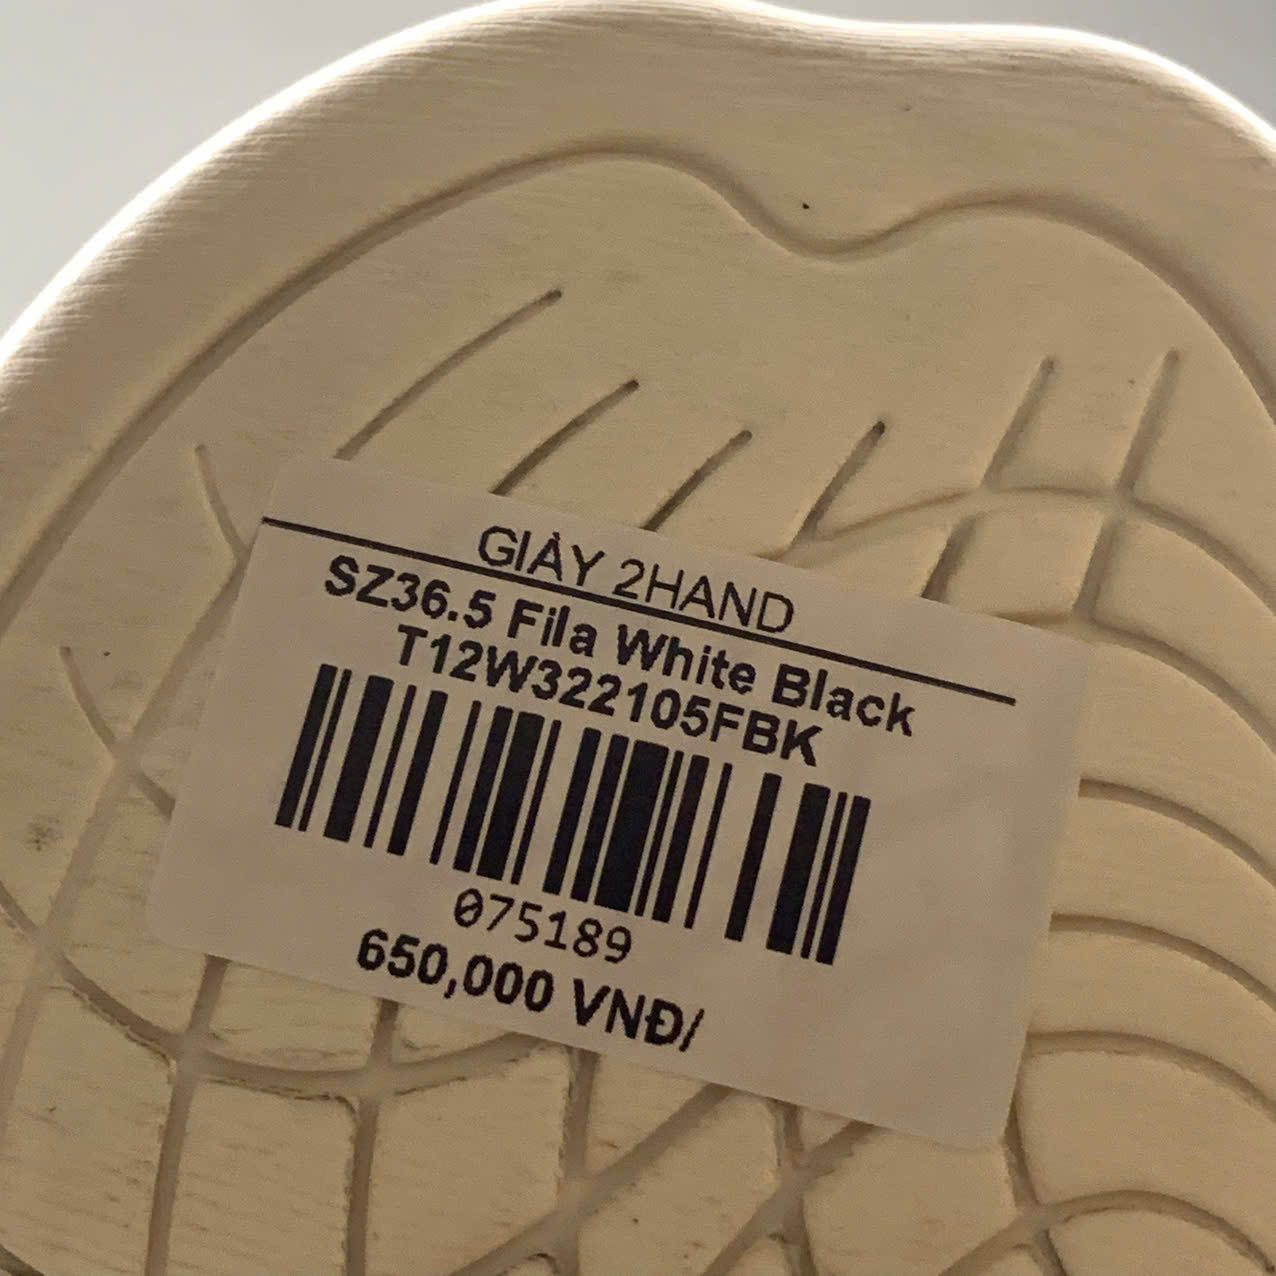 GIÀY 2HAND
SZ36.5 Fila White Black
T12W322105FBK
075189
650,000 VNĐ/